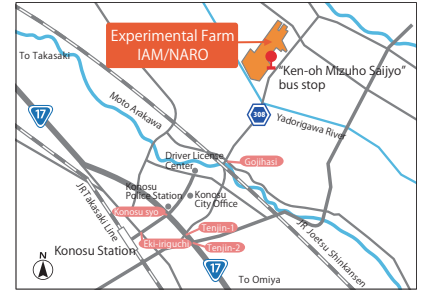 Experimental Farm
IAM/NARO
To Takasaki
"Ken-oh Mizuho Saijyo"
bus stop
Moto Arakawa
17
308
Yadorigawa River
Driver Licence
Center
Gojihasi
Konosu
Police Station
Konosu
City Office
JR Takasaki Line
Konosu syo
Tenjin-1
Eki-iriguchi
Tenjin-2
JR Joetsu Shinkansen
Konosu Station
N
17
To Omiya